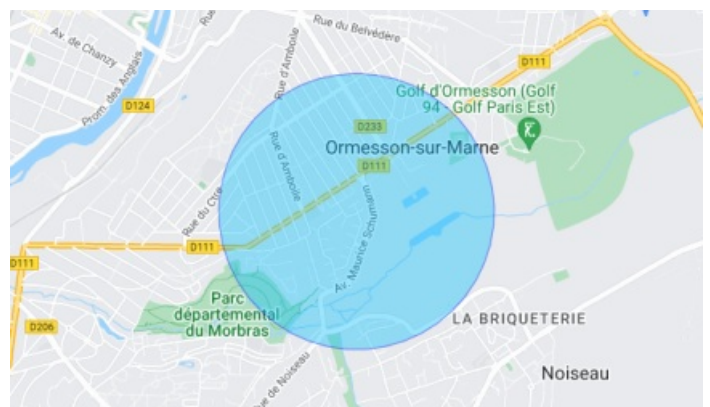 Rue du Belvédère
Av. de Chanzy
Rue d'Amboile
D111
Prom. des Anglais
D124
Golf d'Ormesson (Golf
94 - Golf Paris Est)
D233
Ormesson-sur-Marne
Rue d'Amboile
D111
Rue du Ctre
Av. Maurice Schumann
D111
D111
Parc
départemental
du Morbras
D206
LA BRIQUETERIE
Rue de Noiseau
Noiseau